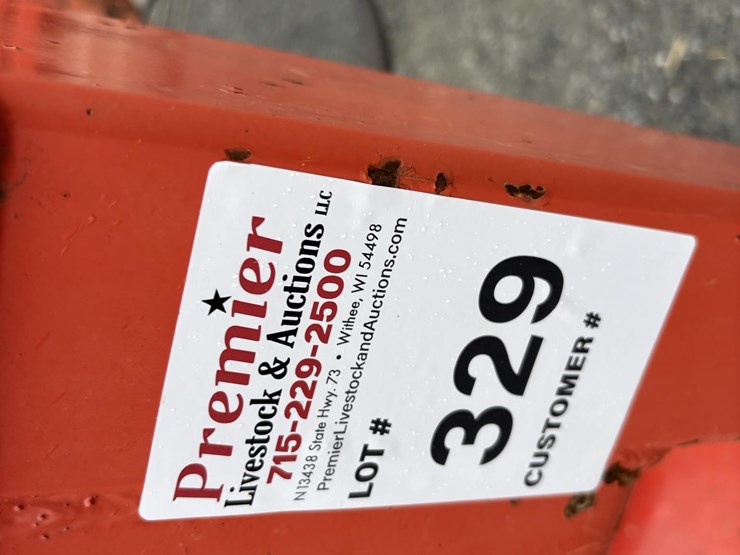 Premier
Livestock & Auctions LLC
715-229-2500
N13438 State Hwy. 73 • Withee, WI 54498
PremierLivestockandAuctions.com
LOT #
329
CUSTOMER #